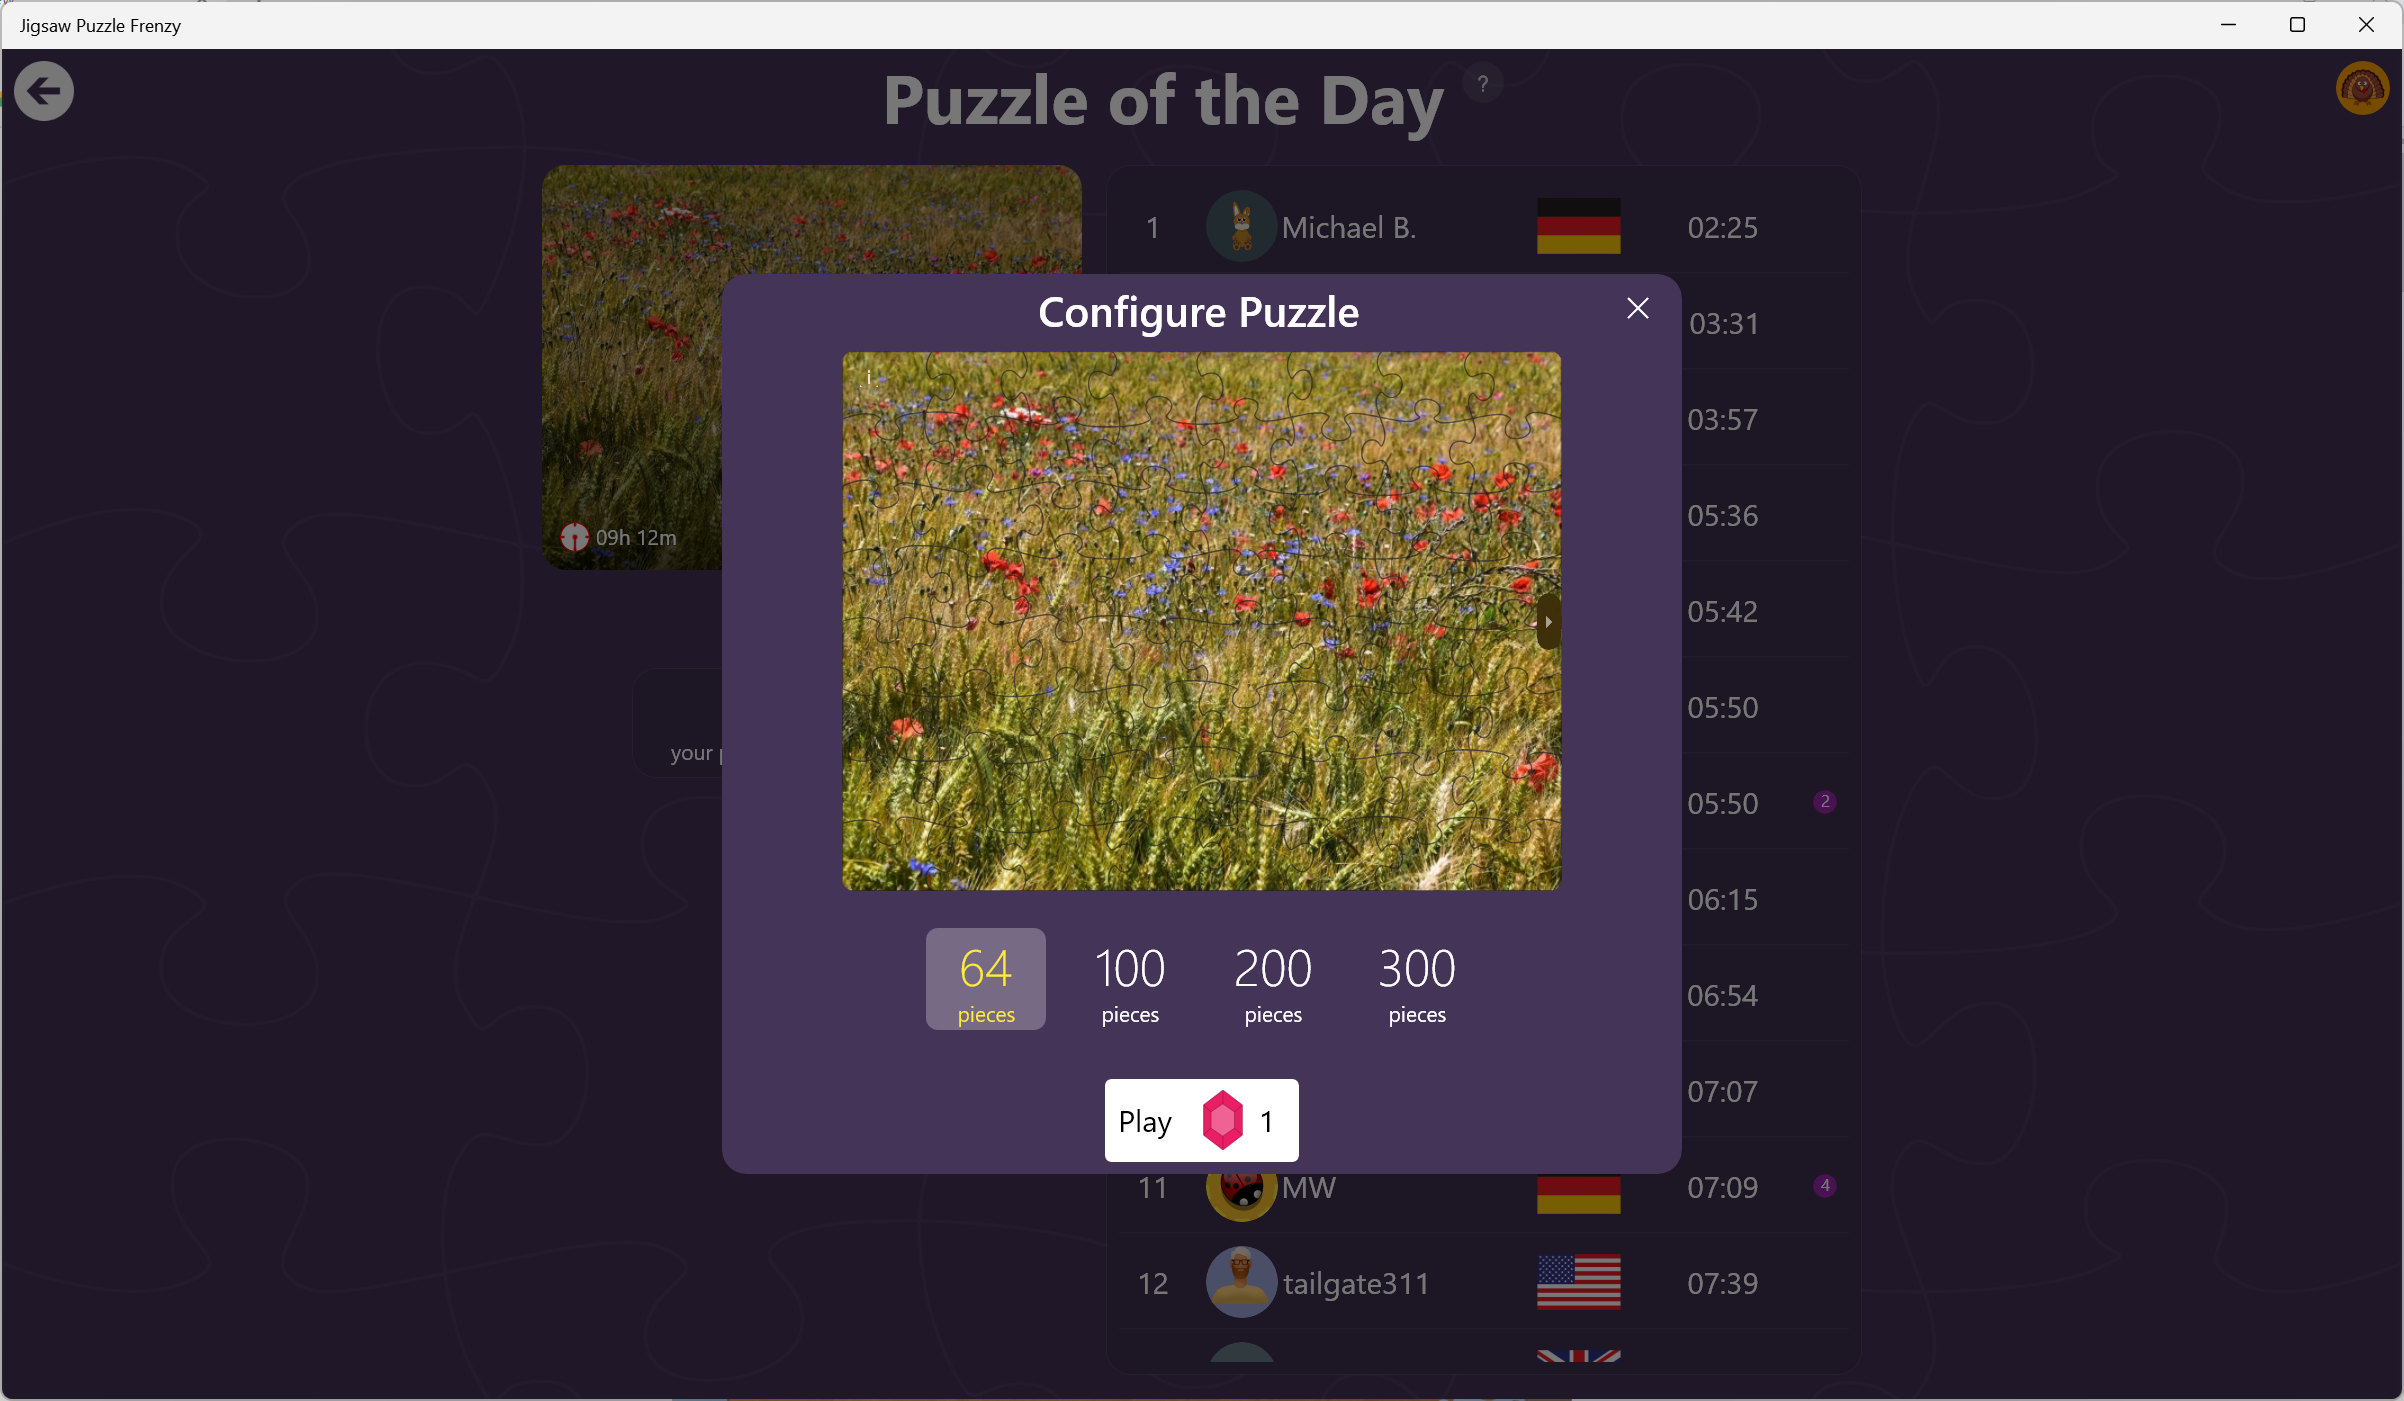 Jigsaw Puzzle Frenzy
Puzzle of the Day ?
1 Michael B. 02:25
03:31
03:57
05:36
05:42
05:50
05:50 2
06:15
06:54
07:07
11 MW 07:09 4
12 tailgate311 07:39
09h 12m
your
Configure Puzzle
i
64 100 200 300
pieces pieces pieces pieces
Play 1